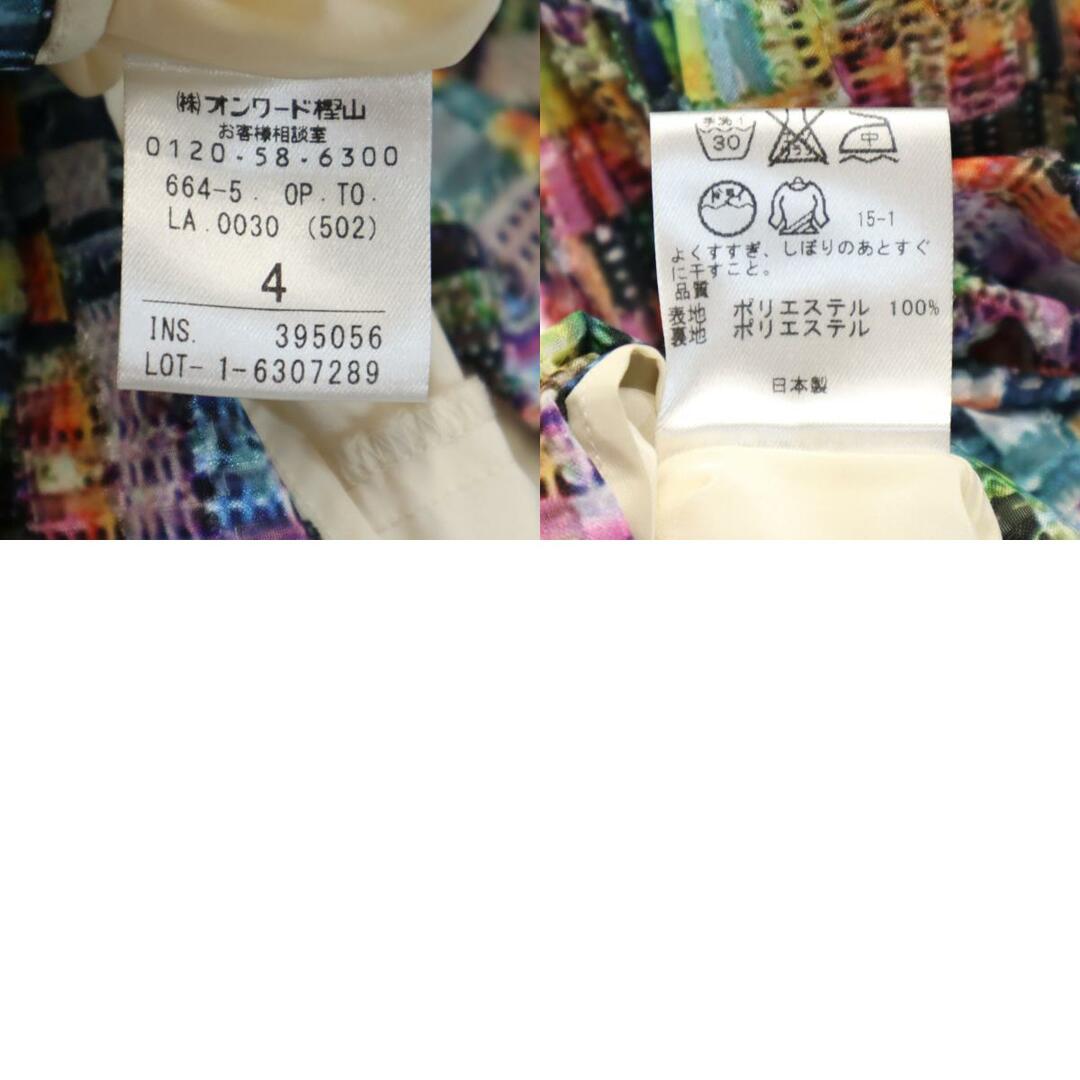 ㈱オンワード樫山
お客様相談室
0120・58・6300
664-5. OP.TO.
LA.0030 (502)
4
INS. 395056
LOT- 1-6307289
手洗イ
30
中
15-1
よくすすぎ、しぼりのあとすぐ
に干すこと。
品質
表地 ポリエステル 100%
裏地 ポリエステル
日本製